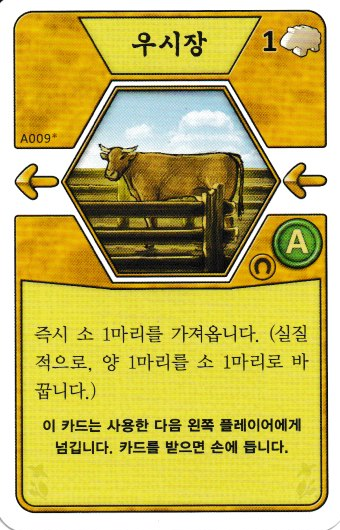 우시장
1
A009*
A
즉시 소 1마리를 가져옵니다. (실질
적으로, 양 1마리를 소 1마리로 바
꿉니다.)
이 카드는 사용한 다음 왼쪽 플레이어에게
넘깁니다. 카드를 받으면 손에 듭니다.